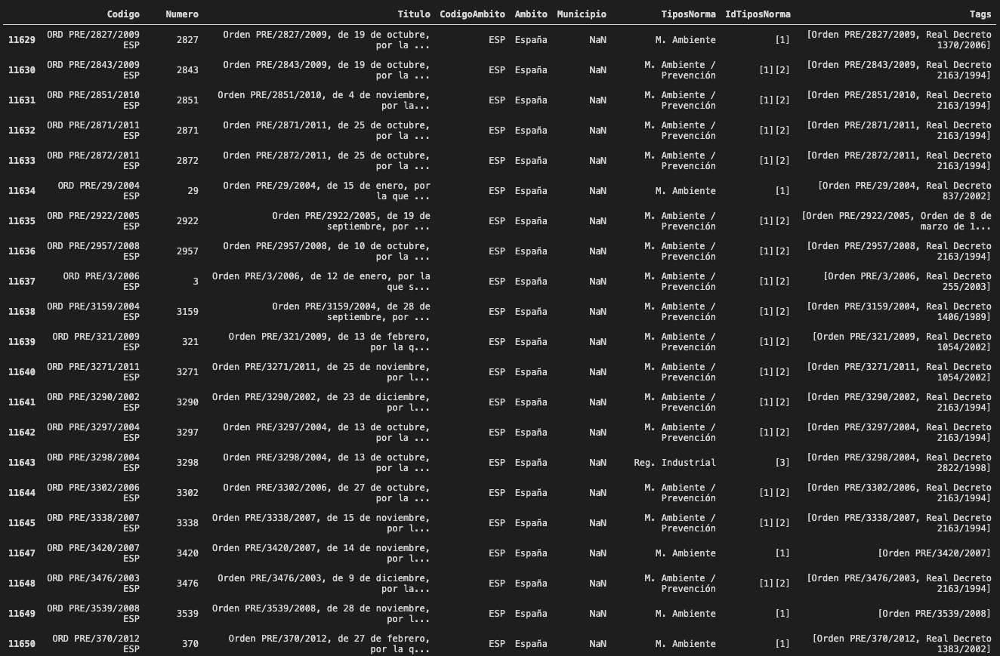 Codigo Numero Titulo CodigoAmbito Ambito Municipio TiposNorma IdTiposNorma Tags
ORD PRE/2827/2009 Orden PRE/2827/2009, de 19 de octubre, [Orden PRE/2827/2009, Real Decreto
11629 ESP 2827 por la ... ESP España NaN M. Ambiente [1] 1370/2006]
ORD PRE/2843/2009 Orden PRE/2843/2009, de 19 de octubre, M. Ambiente / [Orden PRE/2843/2009, Real Decreto
11630 ESP 2843 por la ... ESP España NaN Prevención [1][2] 2163/1994]
ORD PRE/2851/2010 Orden PRE/2851/2010, de 4 de noviembre, M. Ambiente / [Orden PRE/2851/2010, Real Decreto
11631 ESP 2851 por la... ESP España NaN Prevención [1][2] 2163/1994]
ORD PRE/2871/2011 Orden PRE/2871/2011, de 25 de octubre, M. Ambiente / [Orden PRE/2871/2011, Real Decreto
11632 ESP 2871 por la ... ESP España NaN Prevención [1][2] 2163/1994]
ORD PRE/2872/2011 Orden PRE/2872/2011, de 25 de octubre, M. Ambiente / [Orden PRE/2872/2011, Real Decreto
11633 ESP 2872 por la ... ESP España NaN Prevención [1][2] 2163/1994]
ORD PRE/29/2004 Orden PRE/29/2004, de 15 de enero, por [Orden PRE/29/2004, Real Decreto
11634 ESP 29 la que ... ESP España NaN M. Ambiente [1] 837/2002]
ORD PRE/2922/2005 Orden PRE/2922/2005, de 19 de M. Ambiente / [Orden PRE/2922/2005, Orden de 8 de
11635 ESP 2922 septiembre, por ... ESP España NaN Prevención [1][2] marzo de 1...
ORD PRE/2957/2008 Orden PRE/2957/2008, de 10 de octubre, M. Ambiente / [Orden PRE/2957/2008, Real Decreto
11636 ESP 2957 por la ... ESP España NaN Prevención [1][2] 2163/1994]
ORD PRE/3/2006 Orden PRE/3/2006, de 12 de enero, por la M. Ambiente / [Orden PRE/3/2006, Real Decreto
11637 ESP 3 que s... ESP España NaN Prevención [1][2] 255/2003]
ORD PRE/3159/2004 Orden PRE/3159/2004, de 28 de M. Ambiente / [Orden PRE/3159/2004, Real Decreto
11638 ESP 3159 septiembre, por ... ESP España NaN Prevención [1][2] 1406/1989]
ORD PRE/321/2009 Orden PRE/321/2009, de 13 de febrero, M. Ambiente / [Orden PRE/321/2009, Real Decreto
11639 ESP 321 por la q... ESP España NaN Prevención [1][2] 1054/2002]
ORD PRE/3271/2011 Orden PRE/3271/2011, de 25 de noviembre, M. Ambiente / [Orden PRE/3271/2011, Real Decreto
11640 ESP 3271 por l... ESP España NaN Prevención [1][2] 1054/2002]
ORD PRE/3290/2002 Orden PRE/3290/2002, de 23 de diciembre, M. Ambiente / [Orden PRE/3290/2002, Real Decreto
11641 ESP 3290 por l... ESP España NaN Prevención [1][2] 2163/1994]
ORD PRE/3297/2004 Orden PRE/3297/2004, de 13 de octubre, M. Ambiente / [Orden PRE/3297/2004, Real Decreto
11642 ESP 3297 por la ... ESP España NaN Prevención [1][2] 2163/1994]
ORD PRE/3298/2004 Orden PRE/3298/2004, de 13 de octubre, [Orden PRE/3298/2004, Real Decreto
11643 ESP 3298 por la ... ESP España NaN Reg. Industrial [3] 2822/1998]
ORD PRE/3302/2006 Orden PRE/3302/2006, de 27 de octubre, M. Ambiente / [Orden PRE/3302/2006, Real Decreto
11644 ESP 3302 por la ... ESP España NaN Prevención [1][2] 2163/1994]
ORD PRE/3338/2007 Orden PRE/3338/2007, de 15 de noviembre, M. Ambiente / [Orden PRE/3338/2007, Real Decreto
11645 ESP 3338 por l... ESP España NaN Prevención [1][2] 2163/1994]
ORD PRE/3420/2007 Orden PRE/3420/2007, de 14 de noviembre,
11647 ESP 3420 por l... ESP España NaN M. Ambiente [1] [Orden PRE/3420/2007]
ORD PRE/3476/2003 Orden PRE/3476/2003, de 9 de diciembre, M. Ambiente / [Orden PRE/3476/2003, Real Decreto
11648 ESP 3476 por la... ESP España NaN Prevención [1][2] 2163/1994]
ORD PRE/3539/2008 Orden PRE/3539/2008, de 28 de noviembre,
11649 ESP 3539 por l... ESP España NaN M. Ambiente [1] [Orden PRE/3539/2008]
ORD PRE/370/2012 Orden PRE/370/2012, de 27 de febrero, [Orden PRE/370/2012, Real Decreto
11650 ESP 370 por la q... ESP España NaN M. Ambiente [1] 1383/2002]